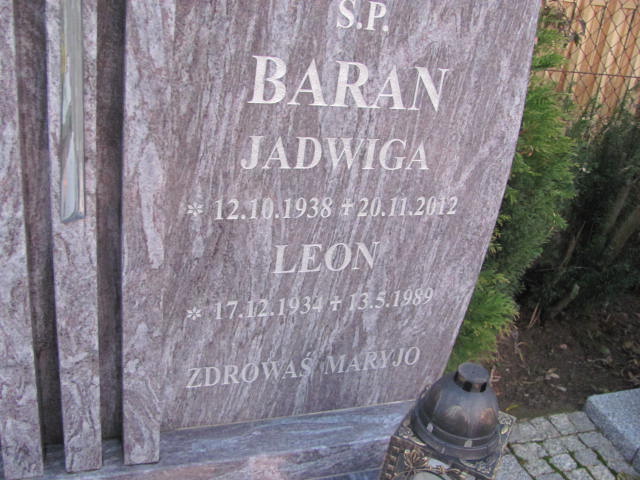 Ś.P.
BARAN
JADWIGA
* 12.10.1938 + 20.11.2012
LEON
* 17.12.1934 + 13.5.1989
ZDROWAŚ MARYJO